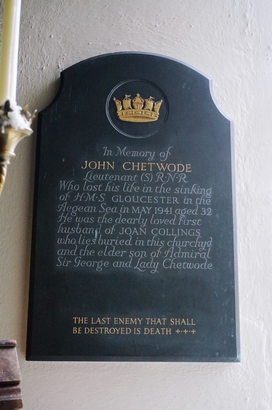 In Memory of
JOHN CHETWODE
Lieutenant (S) R·N·R
Who lost his life in the sinking
of H·M·S GLOUCESTER in the
Aegean Sea in MAY 1941 aged 32
He was the dearly loved first
husband of JOAN COLLINGS
who lies buried in this churchyd
and the elder son of Admiral
Sir George and Lady Chetwode
THE LAST ENEMY THAT SHALL
BE DESTROYED IS DEATH +++